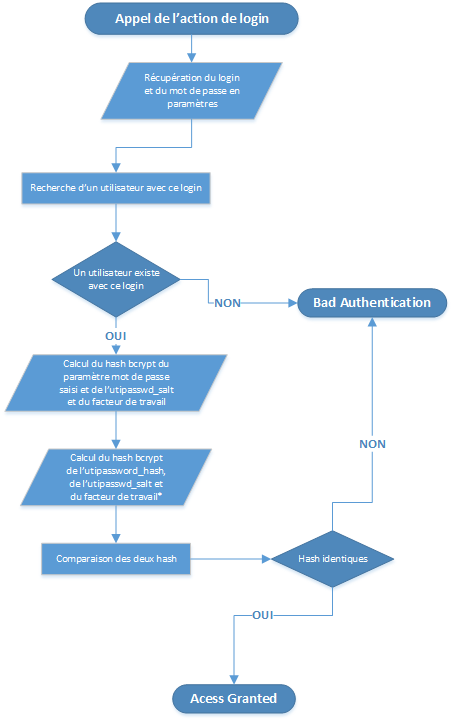 Appel de l'action de login
Récupération du login
et du mot de passe en
paramètres
Recherche d'un utilisateur avec ce login
Un utilisateur existe
avec ce login
NON
Bad Authentication
OUI
Calcul du hash bcrypt du
paramètre mot de passe
saisi et de l'utipasswd_salt
et du facteur de travail
Calcul du hash bcrypt
de l'utipassword_hash,
de l'utipasswd_salt et
du facteur de travail*
NON
Comparaison des deux hash
Hash identiques
OUI
Acess Granted